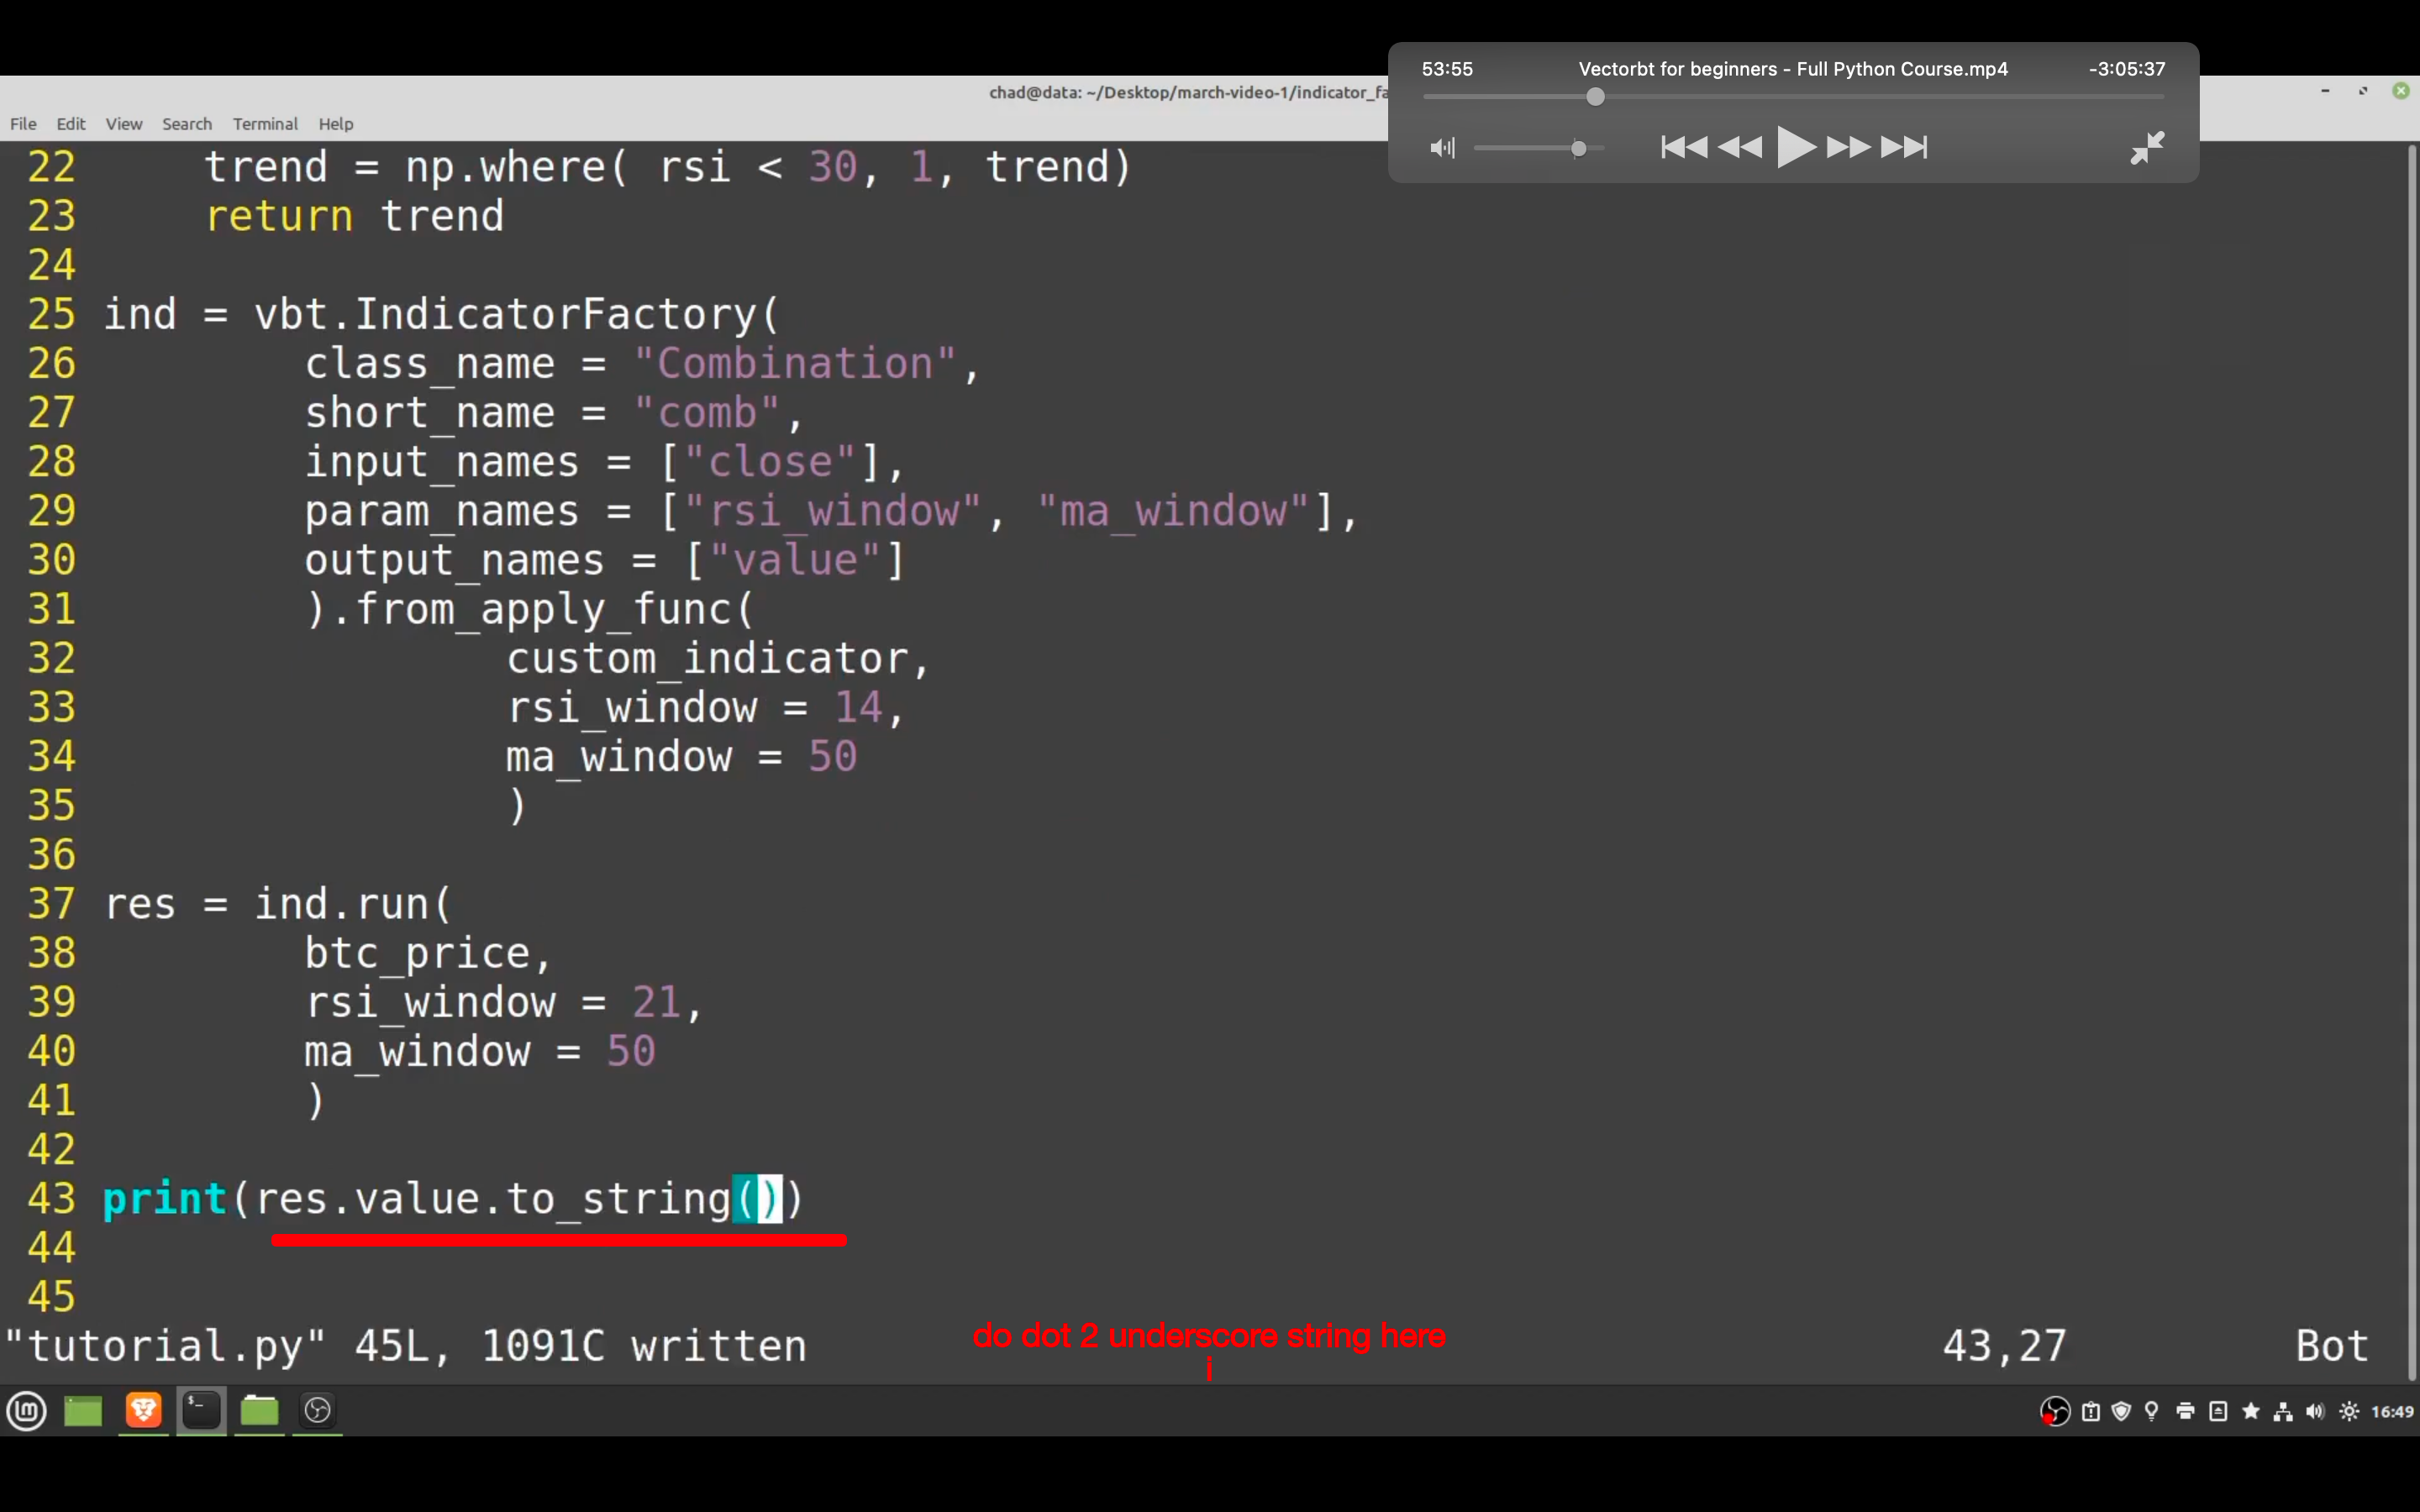 53:55 Vectorbt for beginners - Full Python Course.mp4 -3:05:37
chad@data: ~/Desktop/march-video-1/indicator_fa
File Edit View Search Terminal Help
22     trend = np.where( rsi < 30, 1, trend)
23     return trend
24
25 ind = vbt.IndicatorFactory(
26         class_name = "Combination",
27         short_name = "comb",
28         input_names = ["close"],
29         param_names = ["rsi_window", "ma_window"],
30         output_names = ["value"]
31         ).from_apply_func(
32                 custom_indicator,
33                 rsi_window = 14,
34                 ma_window = 50
35                 )
36
37 res = ind.run(
38         btc_price,
39         rsi_window = 21,
40         ma_window = 50
41         )
42
43 print(res.value.to_string())
44
45
"tutorial.py" 45L, 1091C written 43,27 Bot
do dot 2 underscore string here
i
16:49